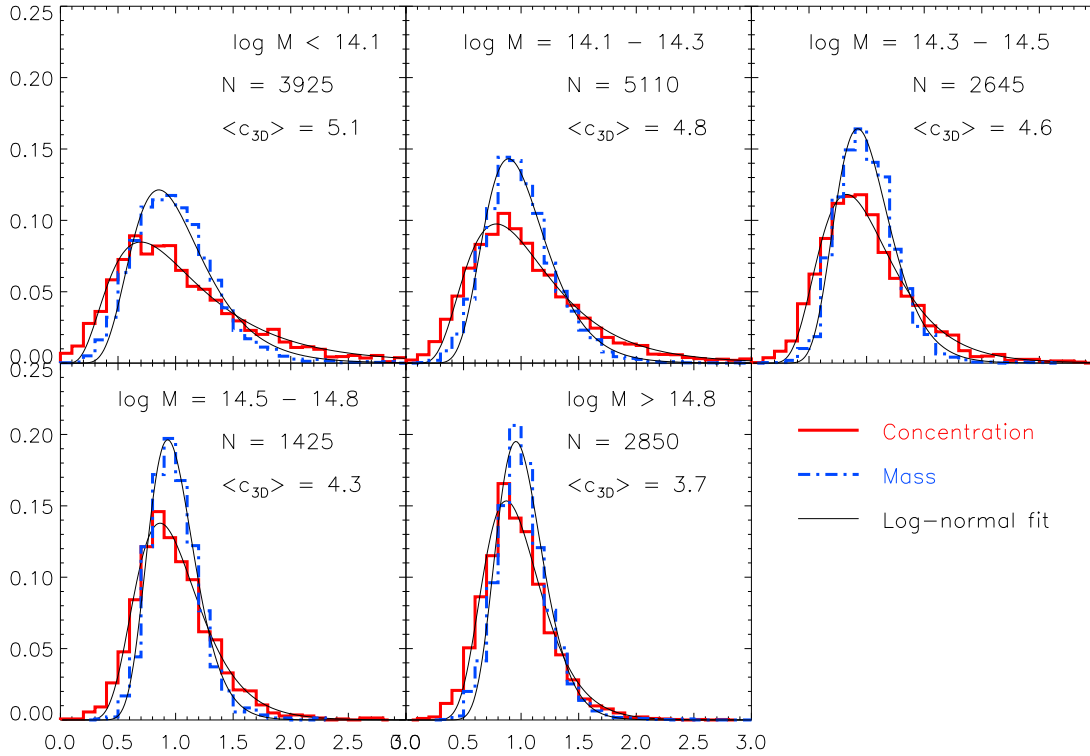 0.25
0.20
0.15
0.10
0.05
0.00
log M < 14.1
N = 3925
<c3D> = 5.1
log M = 14.1 − 14.3
N = 5110
<c3D> = 4.8
log M = 14.3 − 14.5
N = 2645
<c3D> = 4.6
0.25
0.20
0.15
0.10
0.05
0.00
log M = 14.5 − 14.8
N = 1425
<c3D> = 4.3
log M > 14.8
N = 2850
<c3D> = 3.7
Concentration
Mass
Log−normal fit
0.0 0.5 1.0 1.5 2.0 2.5 3.0
0.0 0.5 1.0 1.5 2.0 2.5 3.0